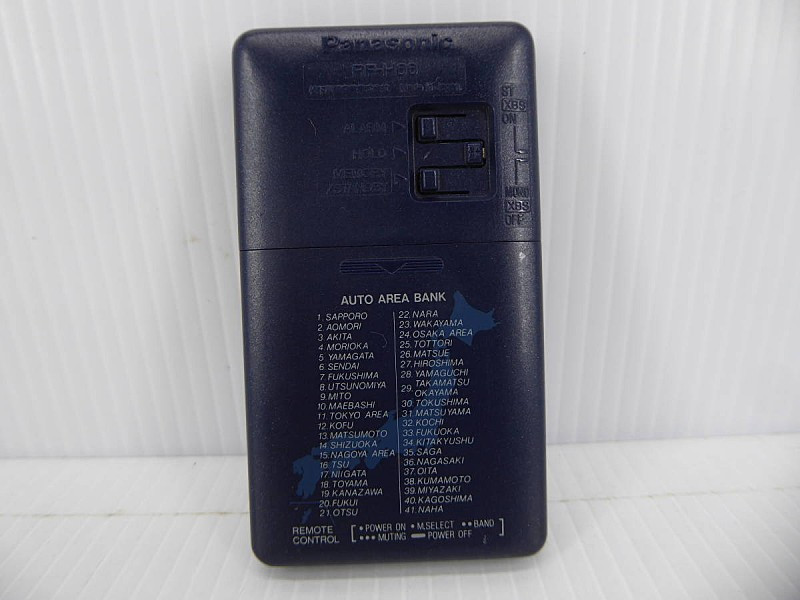 Panasonic
ALARM
HOLD
MEMORY
ST
XBS
ON
MONO
XBS
OFF
AUTO AREA BANK
1. SAPPORO
2. AOMORI
3. AKITA
4. MORIOKA
5. YAMAGATA
6. SENDAI
7. FUKUSHIMA
8. UTSUNOMIYA
9. MITO
10. MAEBASHI
11. TOKYO AREA
12. KOFU
13. MATSUMOTO
14. SHIZUOKA
15. NAGOYA AREA
16. TSU
17. NIIGATA
18. TOYAMA
19. KANAZAWA
20. FUKUI
21. OTSU
22. NARA
23. WAKAYAMA
24. OSAKA AREA
25. TOTTORI
26. MATSUE
27. HIROSHIMA
28. YAMAGUCHI
29. TAKAMATSU
OKAYAMA
30. TOKUSHIMA
31. MATSUYAMA
32. KOCHI
33. FUKUOKA
34. KITAKYUSHU
35. SAGA
36. NAGASAKI
37. OITA
38. KUMAMOTO
39. MIYAZAKI
40. KAGOSHIMA
41. NAHA
REMOTE CONTROL
[• POWER ON • M.SELECT •• BAND
••• MUTING — POWER OFF]